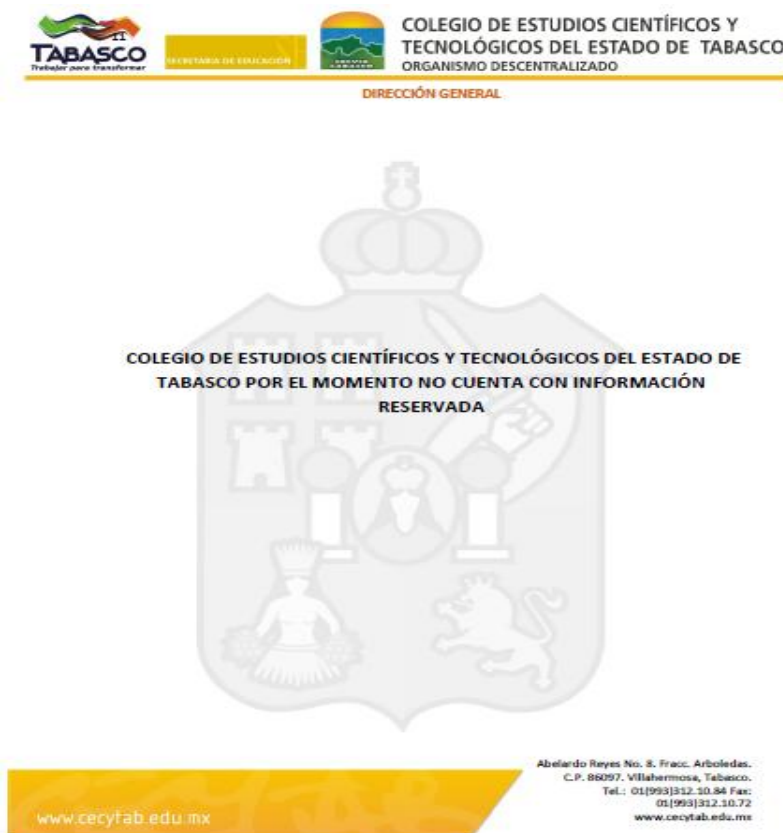 TABASCO
Trabajar para transformar
SECRETARÍA DE EDUCACIÓN
CECYTE
TABASCO
COLEGIO DE ESTUDIOS CIENTÍFICOS Y
TECNOLÓGICOS DEL ESTADO DE TABASCO
ORGANISMO DESCENTRALIZADO
DIRECCIÓN GENERAL
COLEGIO DE ESTUDIOS CIENTÍFICOS Y TECNOLÓGICOS DEL ESTADO DE
TABASCO POR EL MOMENTO NO CUENTA CON INFORMACIÓN
RESERVADA
Abelardo Reyes No. 8. Fracc. Arboledas.
C.P. 86097. Villahermosa, Tabasco.
Tel.: 01(993)312.10.84 Fax:
01(993)312.10.72
www.cecytab.edu.mx
www.cecytab.edu.mx